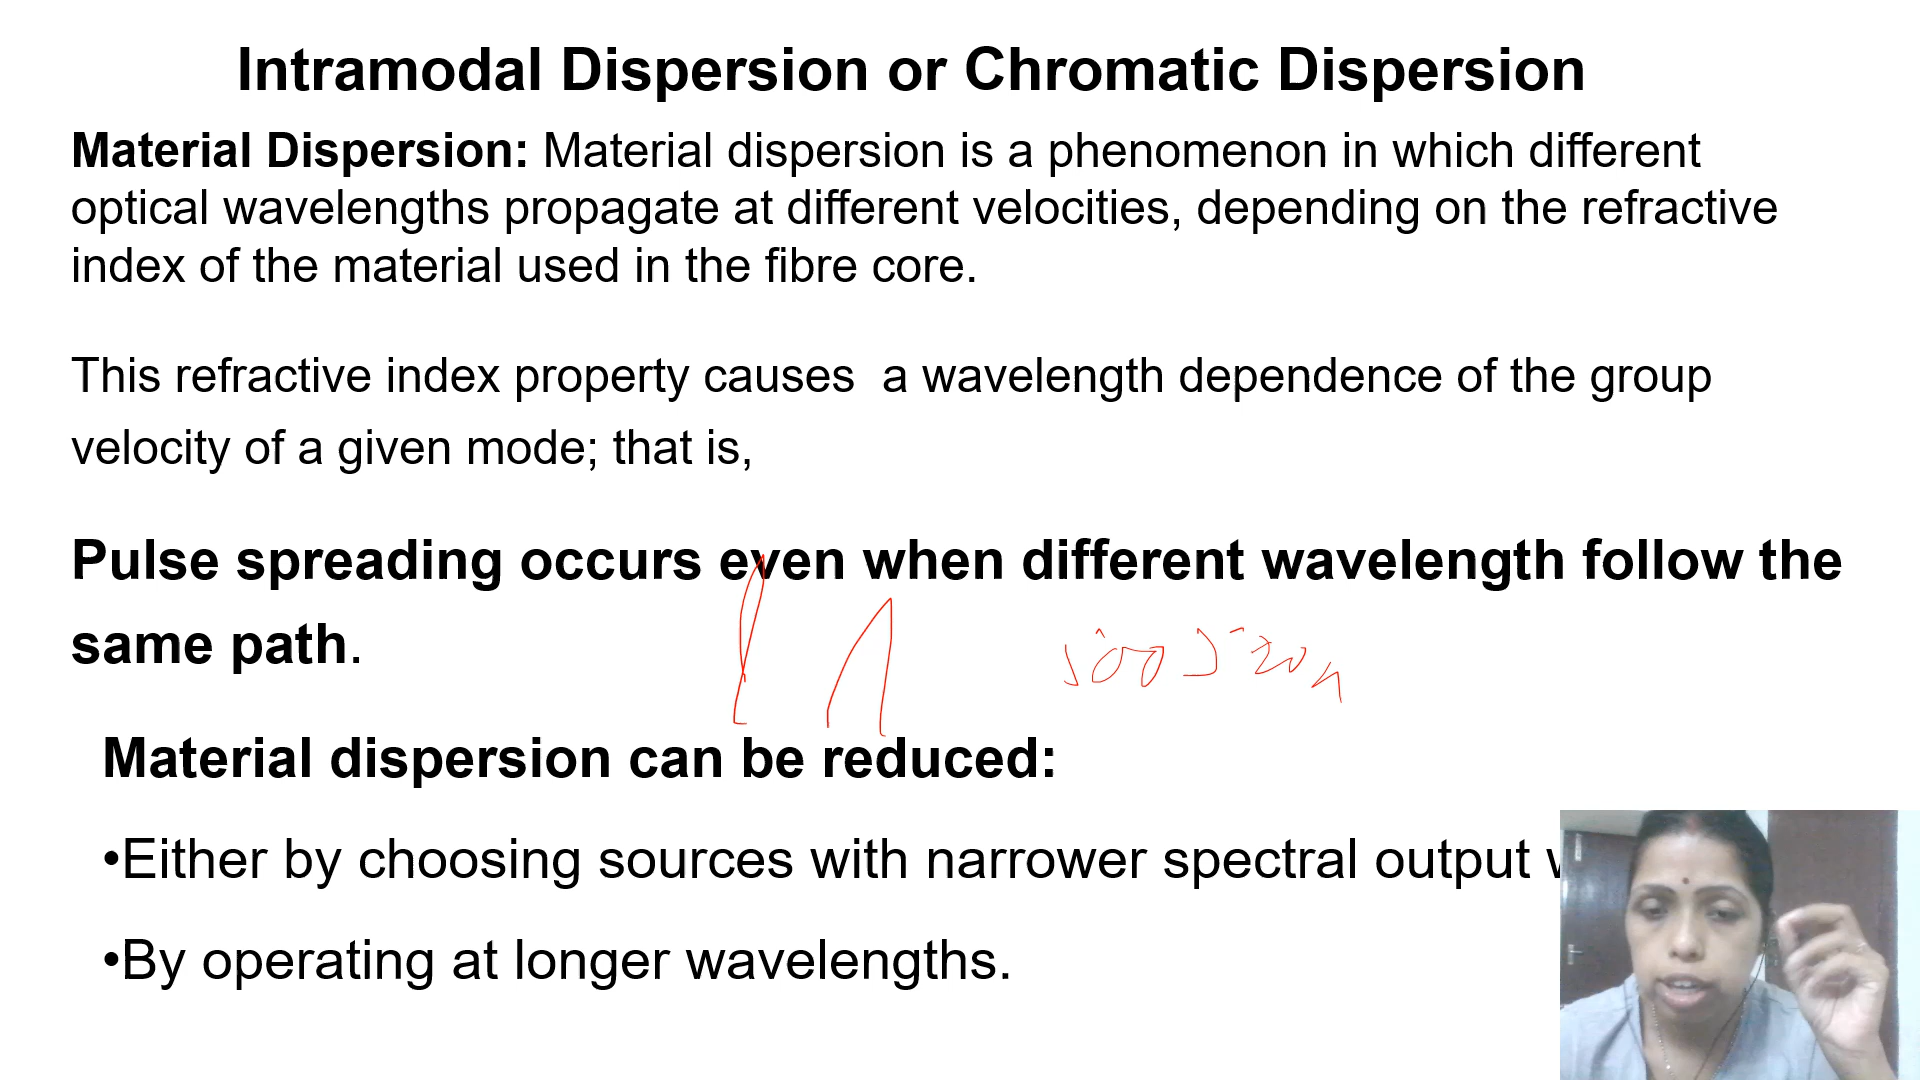 Intramodal Dispersion or Chromatic Dispersion
Material Dispersion: Material dispersion is a phenomenon in which different
optical wavelengths propagate at different velocities, depending on the refractive
index of the material used in the fibre core.
This refractive index property causes a wavelength dependence of the group
velocity of a given mode; that is,
Pulse spreading occurs even when different wavelength follow the
same path.
Material dispersion can be reduced:
•Either by choosing sources with narrower spectral output
•By operating at longer wavelengths.